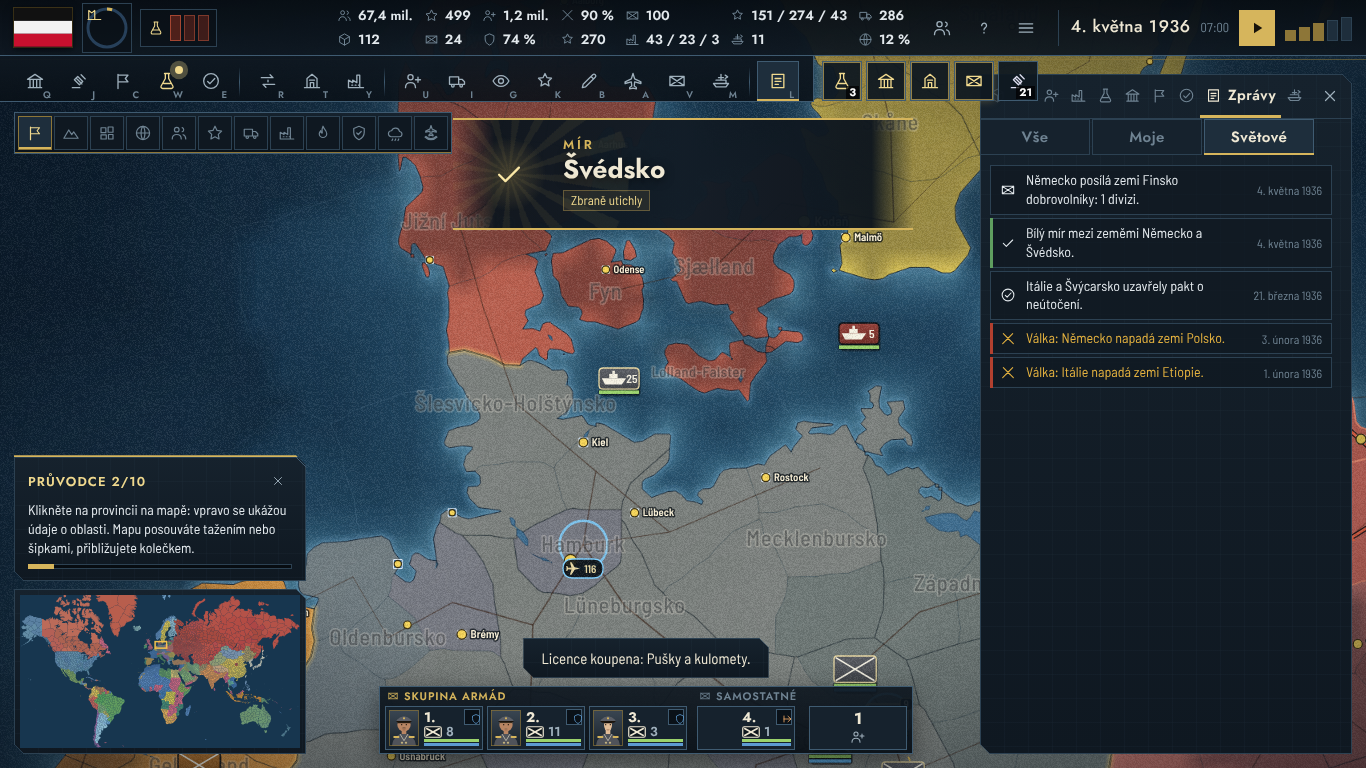 67,4 mil. 499 1,2 mil. 90 % 100 151 / 274 / 43 286
112 24 74 % 270 43 / 23 / 3 11 12 %
4. května 1936 07:00
Q J C W E R T Y U I G K B A V M L
3
21
Zprávy
Vše Moje Světové
MÍR
Švédsko
Zbraně utichly
Německo posílá zemi Finsko
dobrovolníky: 1 divizi.
4. května 1936
Bílý mír mezi zeměmi Německo a
Švédsko.
4. května 1936
Itálie a Švýcarsko uzavřely pakt o
neútočení.
21. března 1936
Válka: Německo napadá zemi Polsko. 3. února 1936
Válka: Itálie napadá zemi Etiopie. 1. února 1936
Malmö
Odense
Sjælland
Fyn
5
25
Lolland-Falster
Šlesvicko-Holštýnsko
Kiel
Rostock
Lübeck
Hamburk
116
Mecklenbursko
Lüneburgsko
Oldenbursko
Brémy
PRŮVODCE 2/10
Klikněte na provincii na mapě: vpravo se ukážou
údaje o oblasti. Mapu posouváte tažením nebo
šipkami, přibližujete kolečkem.
Licence koupena: Pušky a kulomety.
SKUPINA ARMÁD SAMOSTATNÉ
1. 8
2. 11
3. 3
4. 1
1
Osnabrück